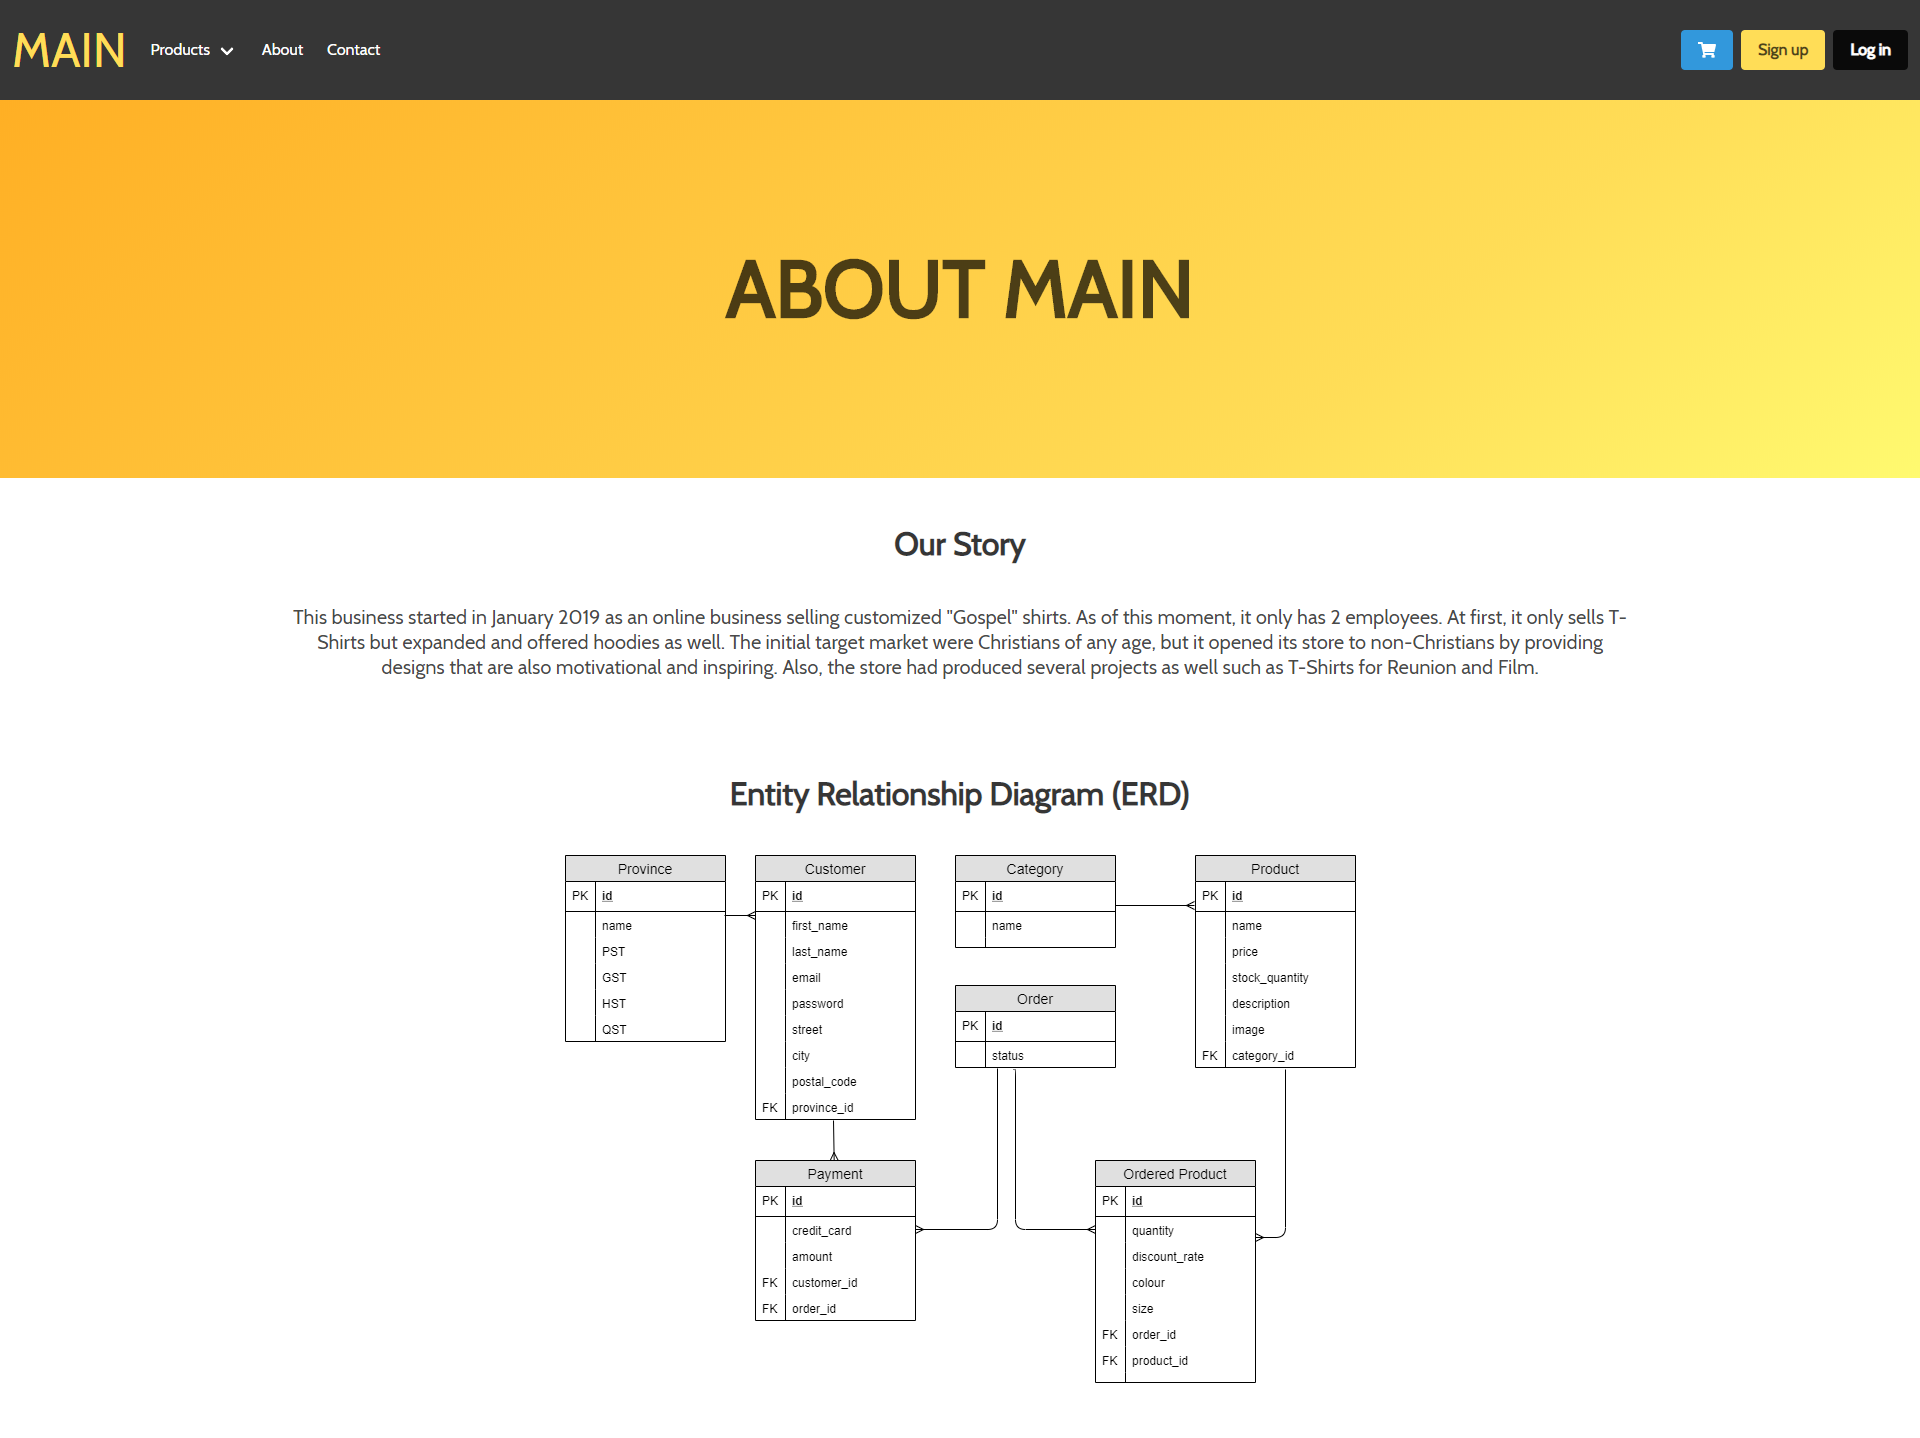 MAIN
Products
About
Contact
Sign up
Log in
ABOUT MAIN
Our Story
This business started in January 2019 as an online business selling customized "Gospel" shirts. As of this moment, it only has 2 employees. At first, it only sells T-
Shirts but expanded and offered hoodies as well. The initial target market were Christians of any age, but it opened its store to non-Christians by providing
designs that are also motivational and inspiring. Also, the store had produced several projects as well such as T-Shirts for Reunion and Film.
Entity Relationship Diagram (ERD)
Province
PK id
name
PST
GST
HST
QST
Customer
PK id
first_name
last_name
email
password
street
city
postal_code
FK province_id
Category
PK id
name
Product
PK id
name
price
stock_quantity
description
image
FK category_id
Order
PK id
status
Payment
PK id
credit_card
amount
FK customer_id
FK order_id
Ordered Product
PK id
quantity
discount_rate
colour
size
FK order_id
FK product_id